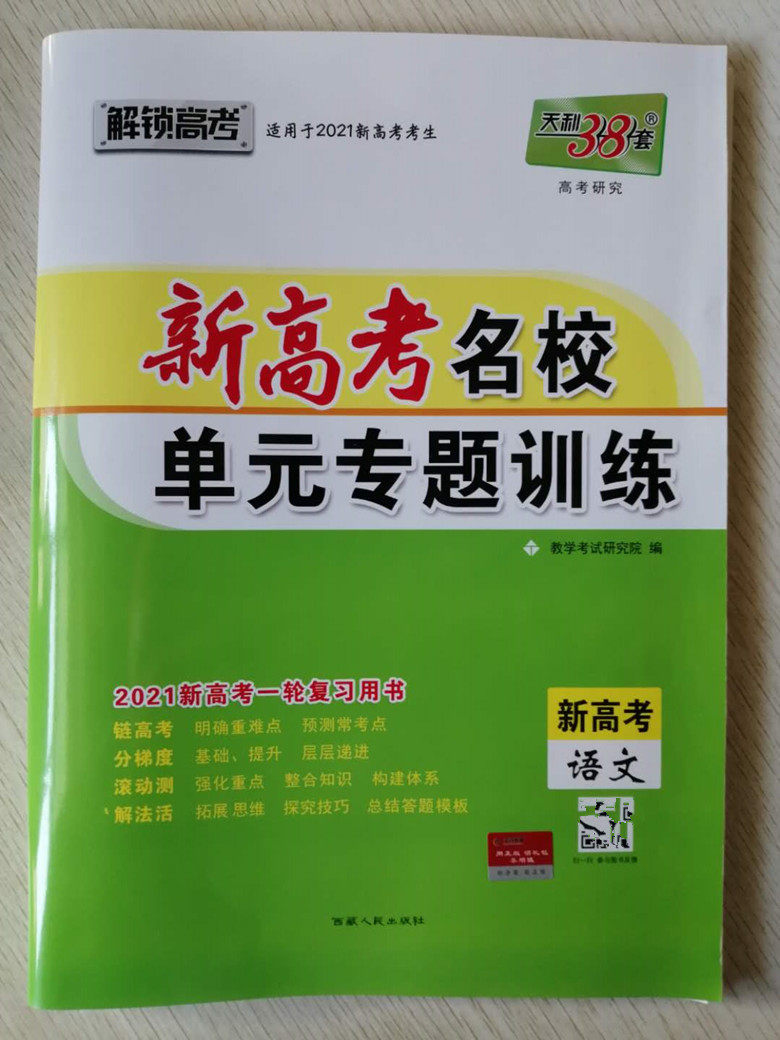 解锁高考 适用于2021新高考考生
天利38套®
高考研究
新高考名校
单元专题训练
教学考试研究院 编
2021新高考一轮复习用书
链高考 明确重难点 预测常考点
分梯度 基础、提升 层层递进
滚动测 强化重点 整合知识 构建体系
解法活 拓展思维 探究技巧 总结答题模板
新高考
语文
西藏人民出版社